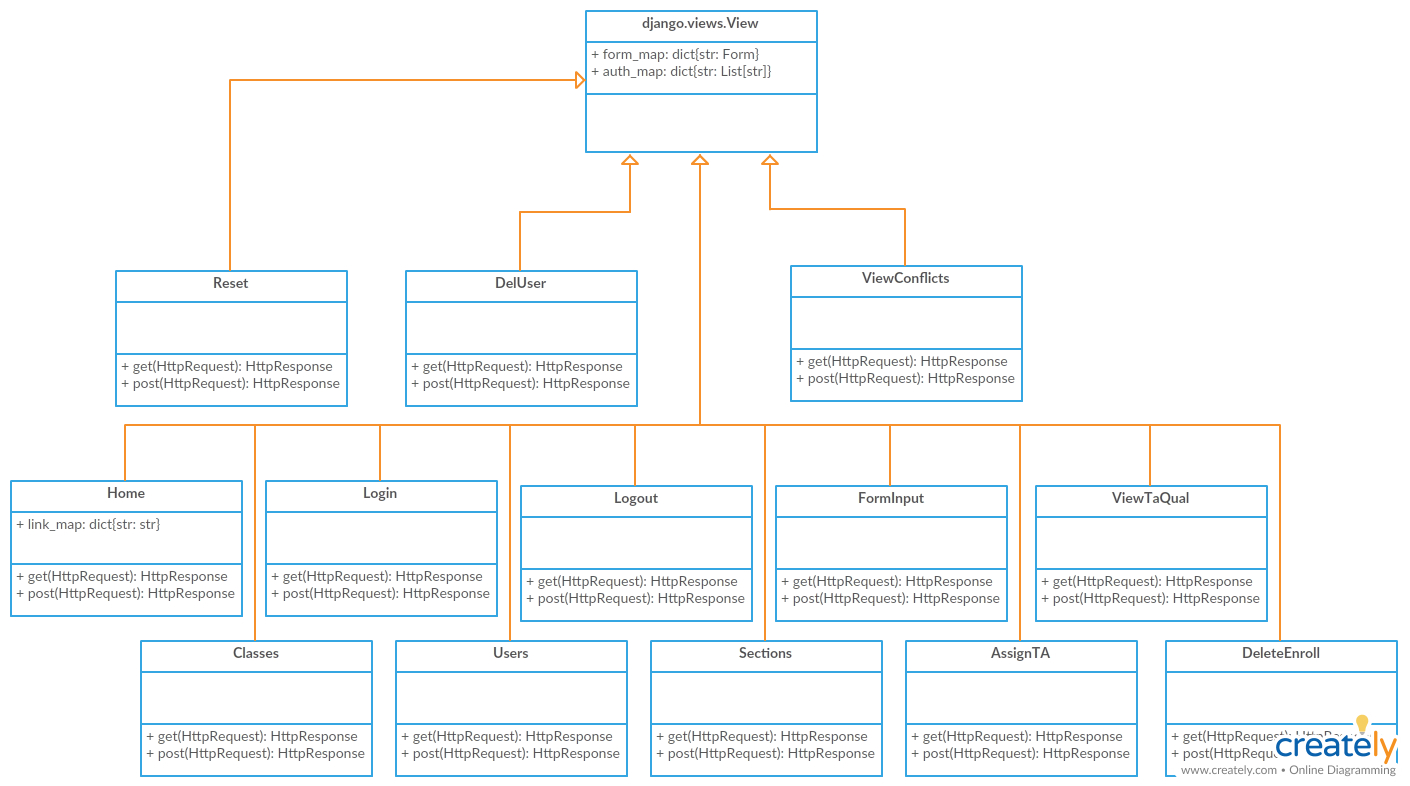 django.views.View
+ form_map: dict{str: Form}
+ auth_map: dict{str: List[str]}
Reset
+ get(HttpRequest): HttpResponse
+ post(HttpRequest): HttpResponse
DelUser
+ get(HttpRequest): HttpResponse
+ post(HttpRequest): HttpResponse
ViewConflicts
+ get(HttpRequest): HttpResponse
+ post(HttpRequest): HttpResponse
Home
+ link_map: dict{str: str}
+ get(HttpRequest): HttpResponse
+ post(HttpRequest): HttpResponse
Login
+ get(HttpRequest): HttpResponse
+ post(HttpRequest): HttpResponse
Logout
+ get(HttpRequest): HttpResponse
+ post(HttpRequest): HttpResponse
FormInput
+ get(HttpRequest): HttpResponse
+ post(HttpRequest): HttpResponse
ViewTaQual
+ get(HttpRequest): HttpResponse
+ post(HttpRequest): HttpResponse
Classes
+ get(HttpRequest): HttpResponse
+ post(HttpRequest): HttpResponse
Users
+ get(HttpRequest): HttpResponse
+ post(HttpRequest): HttpResponse
Sections
+ get(HttpRequest): HttpResponse
+ post(HttpRequest): HttpResponse
AssignTA
+ get(HttpRequest): HttpResponse
+ post(HttpRequest): HttpResponse
DeleteEnroll
+ get(HttpRequest):
creately
www.creately.com • Online Diagramming